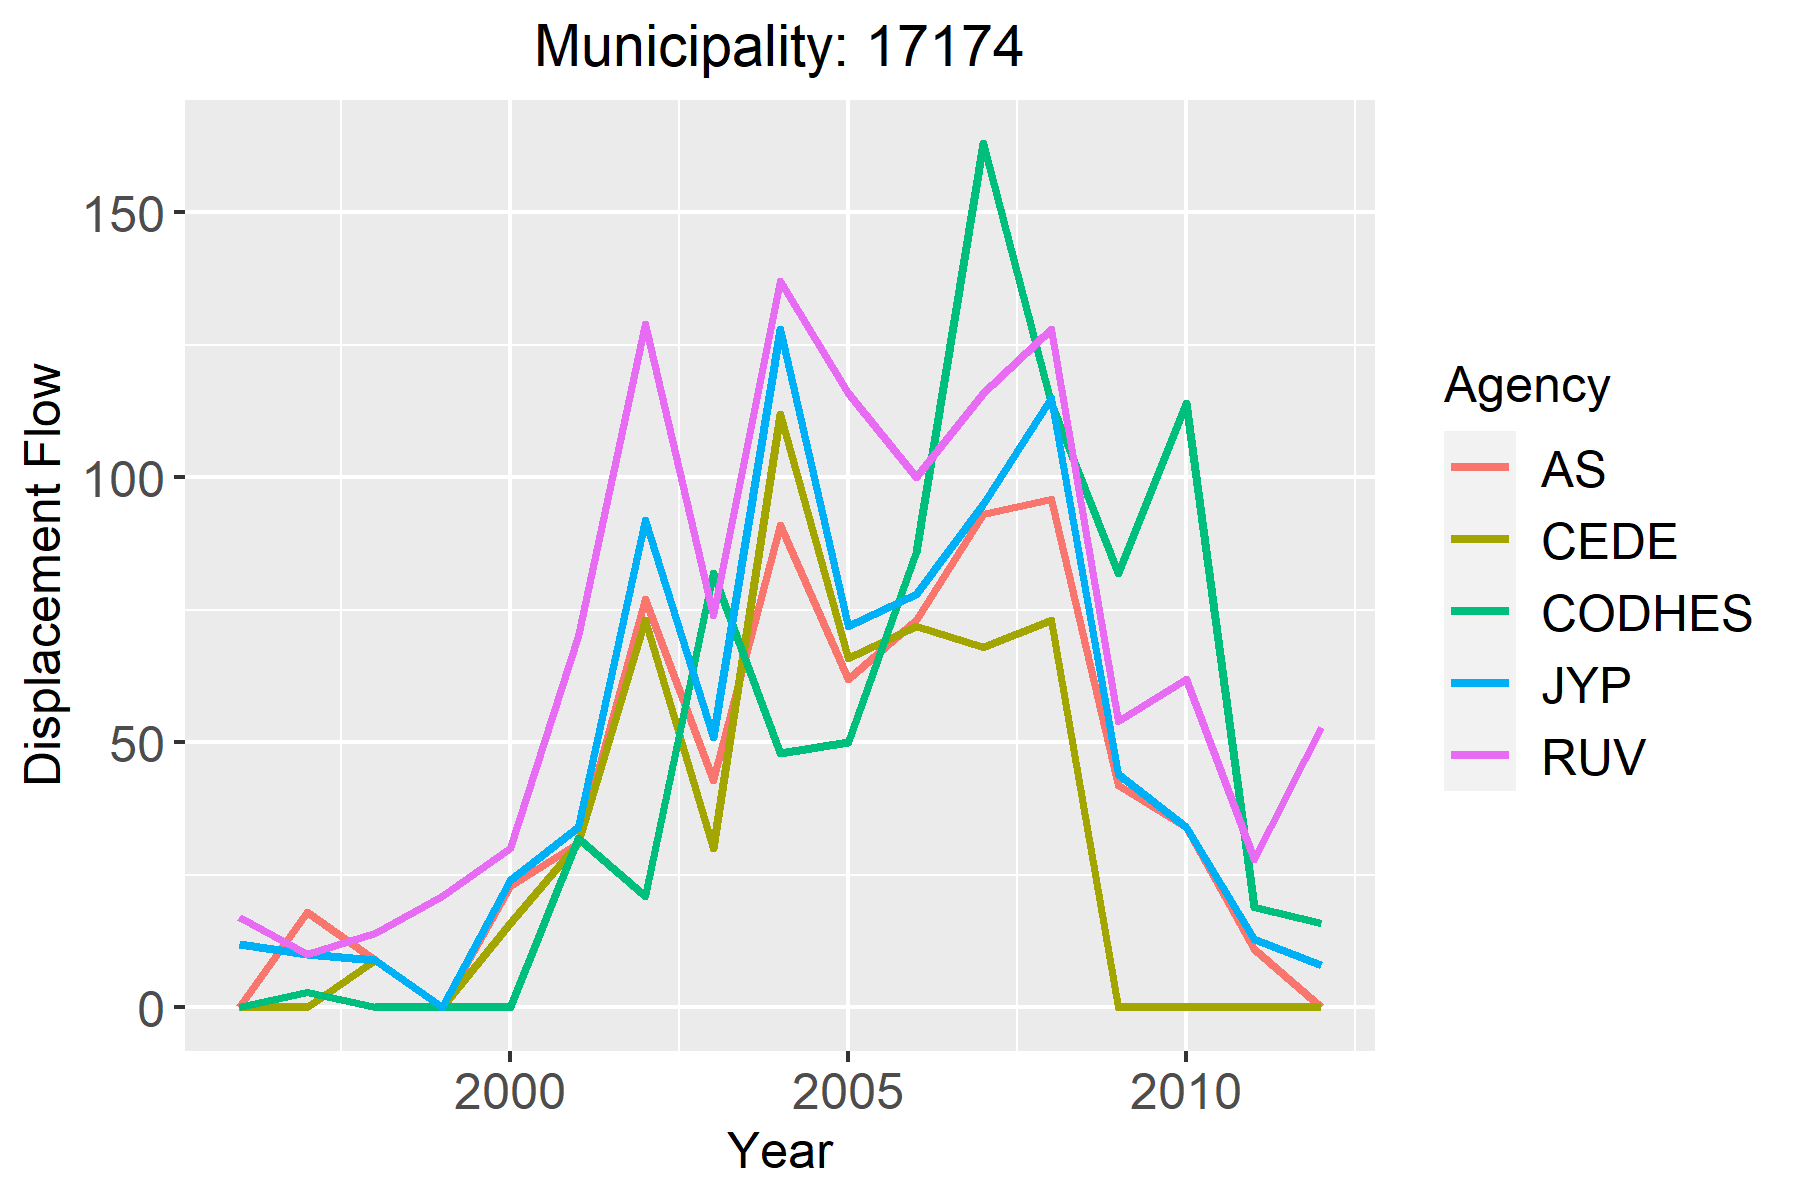 Municipality: 17174
Displacement Flow
150
100
50
0
2000 2005 2010
Year
Agency
AS
CEDE
CODHES
JYP
RUV